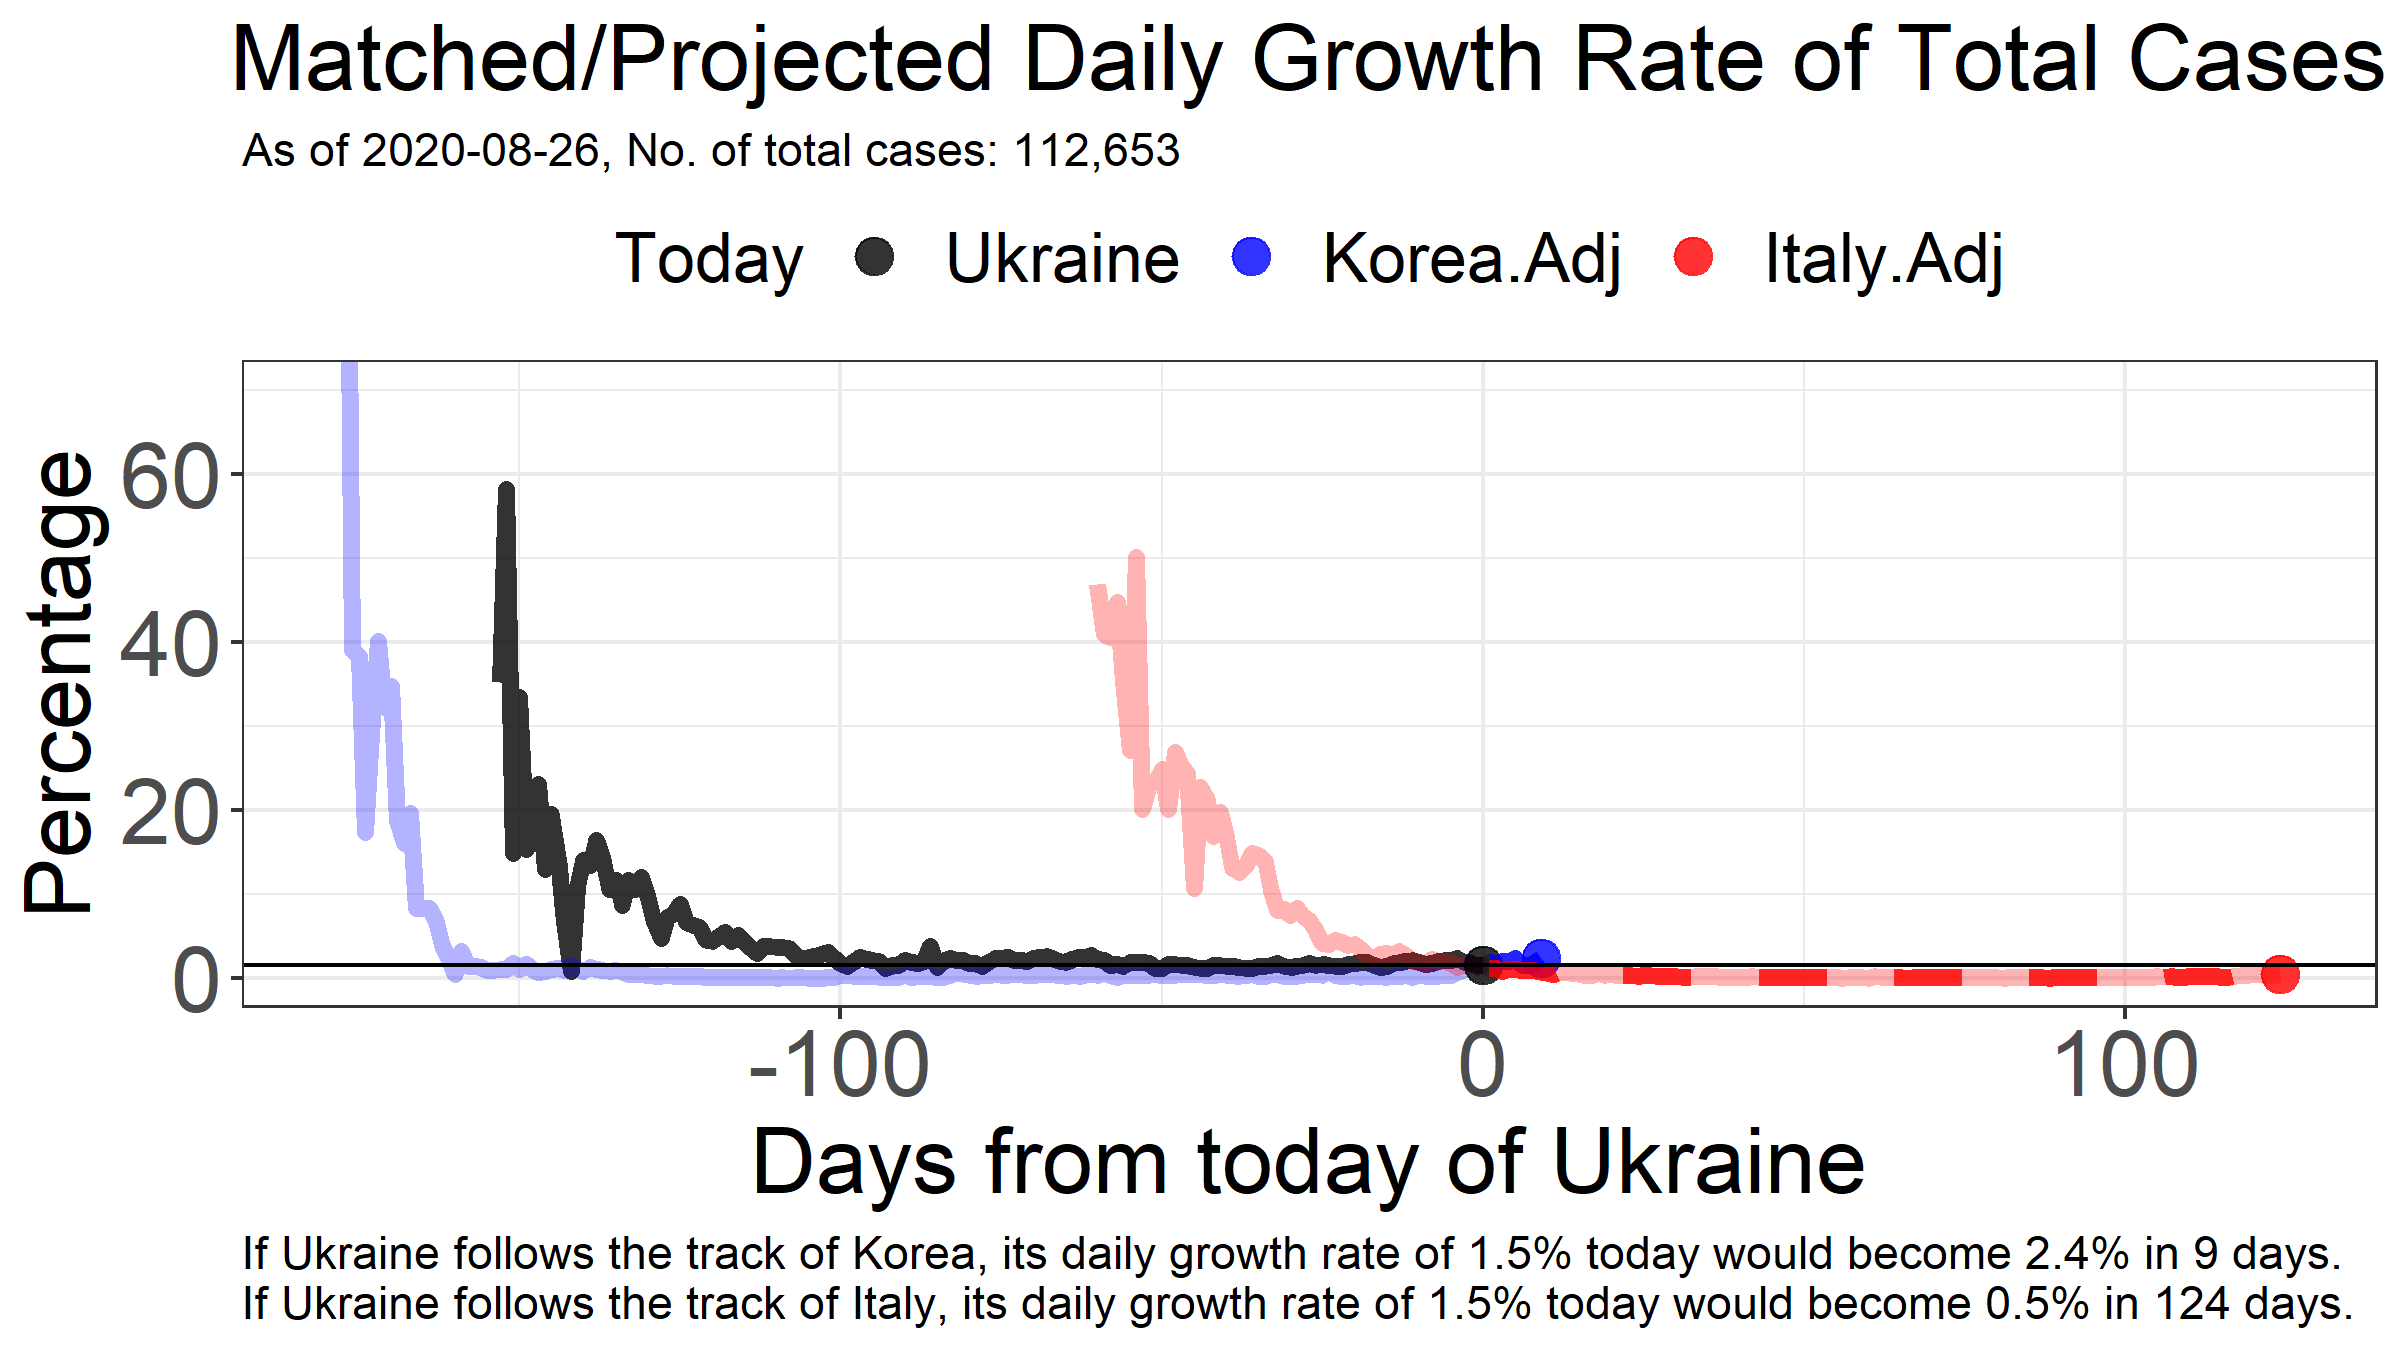 Matched/Projected Daily Growth Rate of Total Cases
As of 2020-08-26, No. of total cases: 112,653
Today Ukraine Korea.Adj Italy.Adj
Percentage
60
40
20
0
-100 0 100
Days from today of Ukraine
If Ukraine follows the track of Korea, its daily growth rate of 1.5% today would become 2.4% in 9 days.
If Ukraine follows the track of Italy, its daily growth rate of 1.5% today would become 0.5% in 124 days.